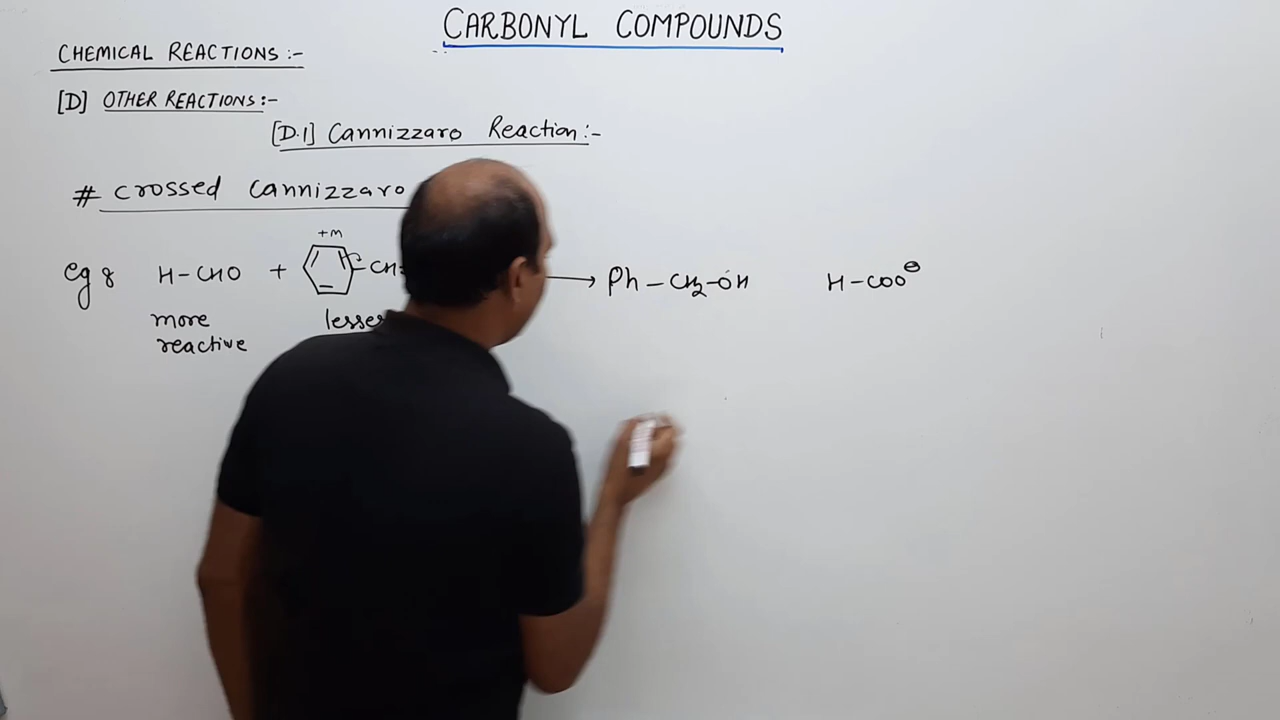 CARBONYL COMPOUNDS
CHEMICAL REACTIONS :-
[D] OTHER REACTIONS :-
[D.1] Cannizzaro Reaction :-
# Crossed Cannizzaro
+M
eg 8 H-CHO + ⟶ Ph-CH₂-OH H-COO⊖
more lesser
reactive